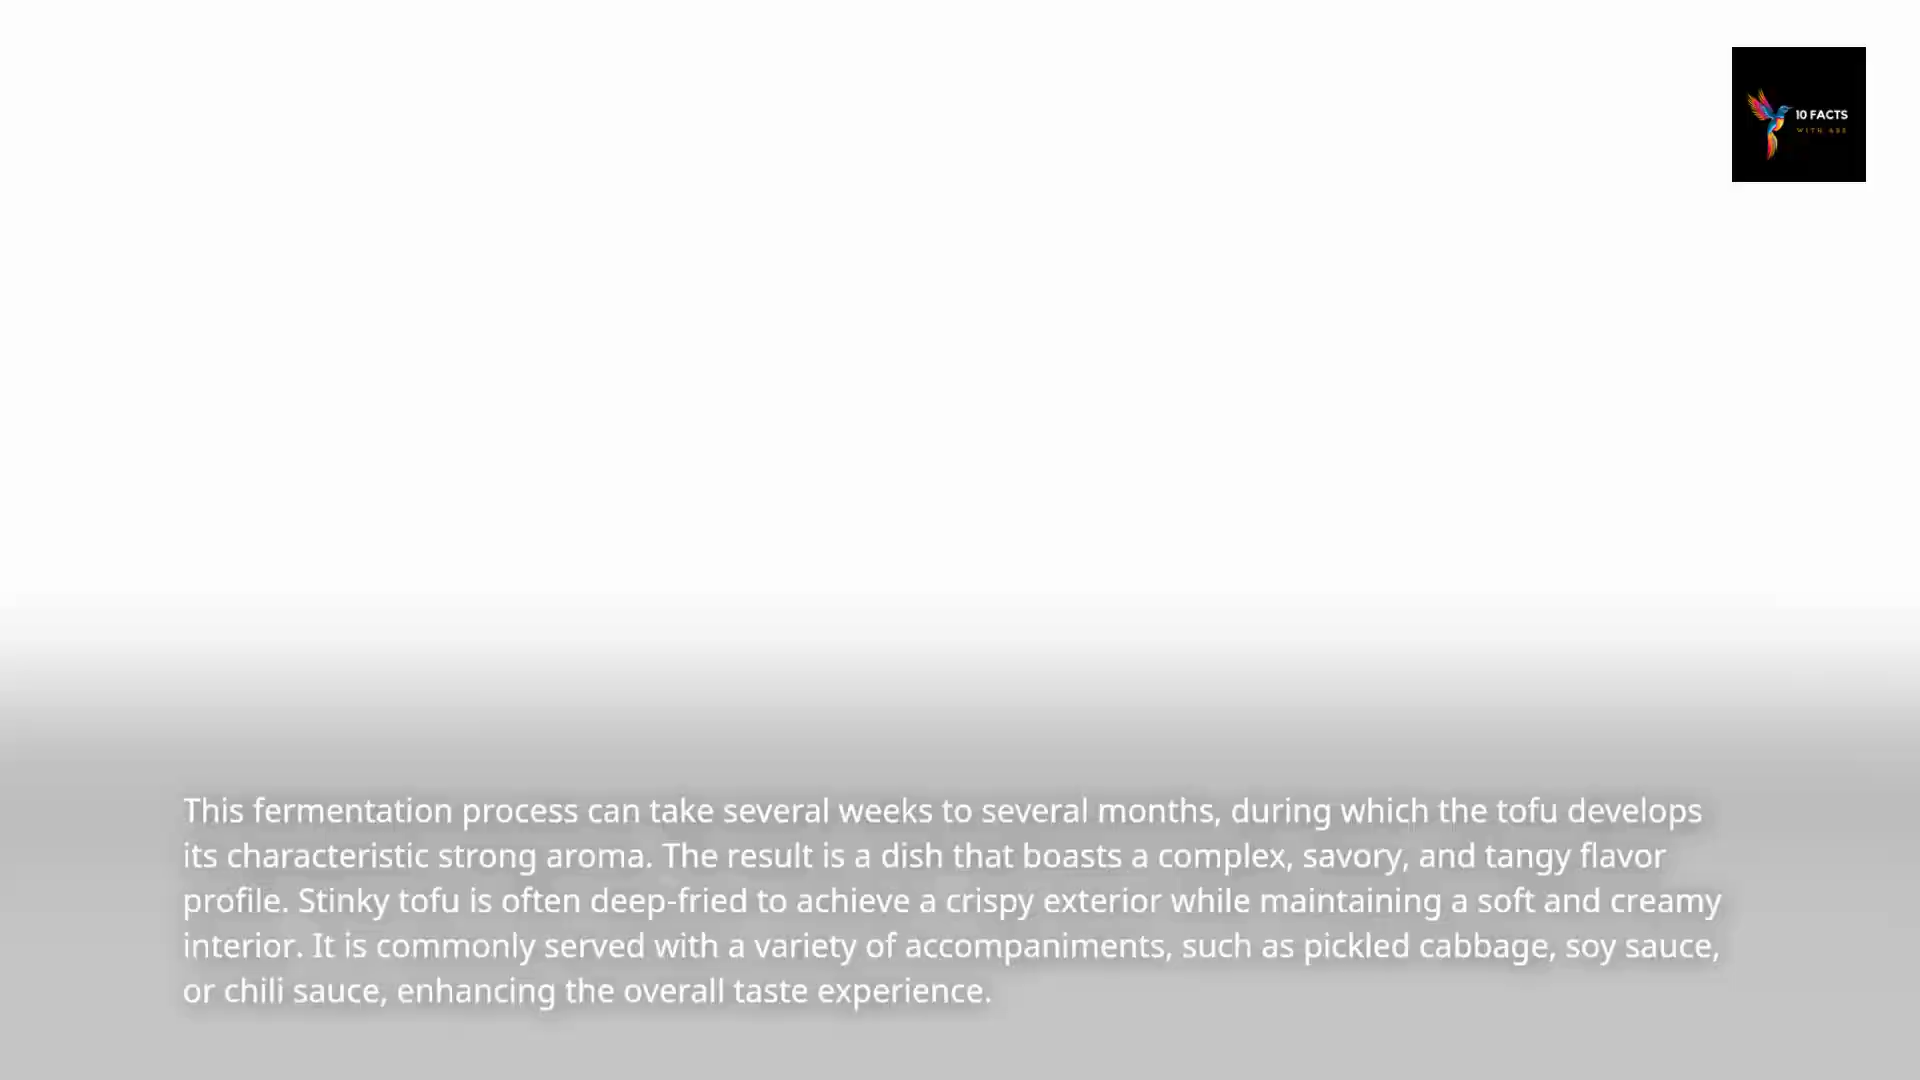 10 FACTS
WITH ABE
This fermentation process can take several weeks to several months, during which the tofu develops
its characteristic strong aroma. The result is a dish that boasts a complex, savory, and tangy flavor
profile. Stinky tofu is often deep-fried to achieve a crispy exterior while maintaining a soft and creamy
interior. It is commonly served with a variety of accompaniments, such as pickled cabbage, soy sauce,
or chili sauce, enhancing the overall taste experience.